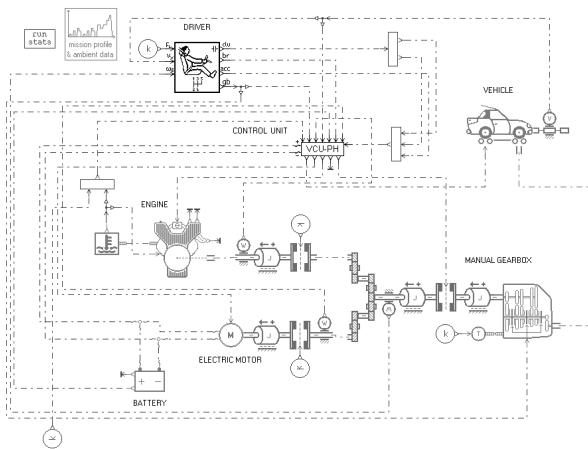 run
stats
mission profile
& ambient data
DRIVER
k
dw
br
acc
gb
VEHICLE
V
CONTROL UNIT
VCU-PH
ENGINE
W
J
k
MANUAL GEARBOX
J
J
W
k
T
M
J
k
ELECTRIC MOTOR
W
+ -
BATTERY
k